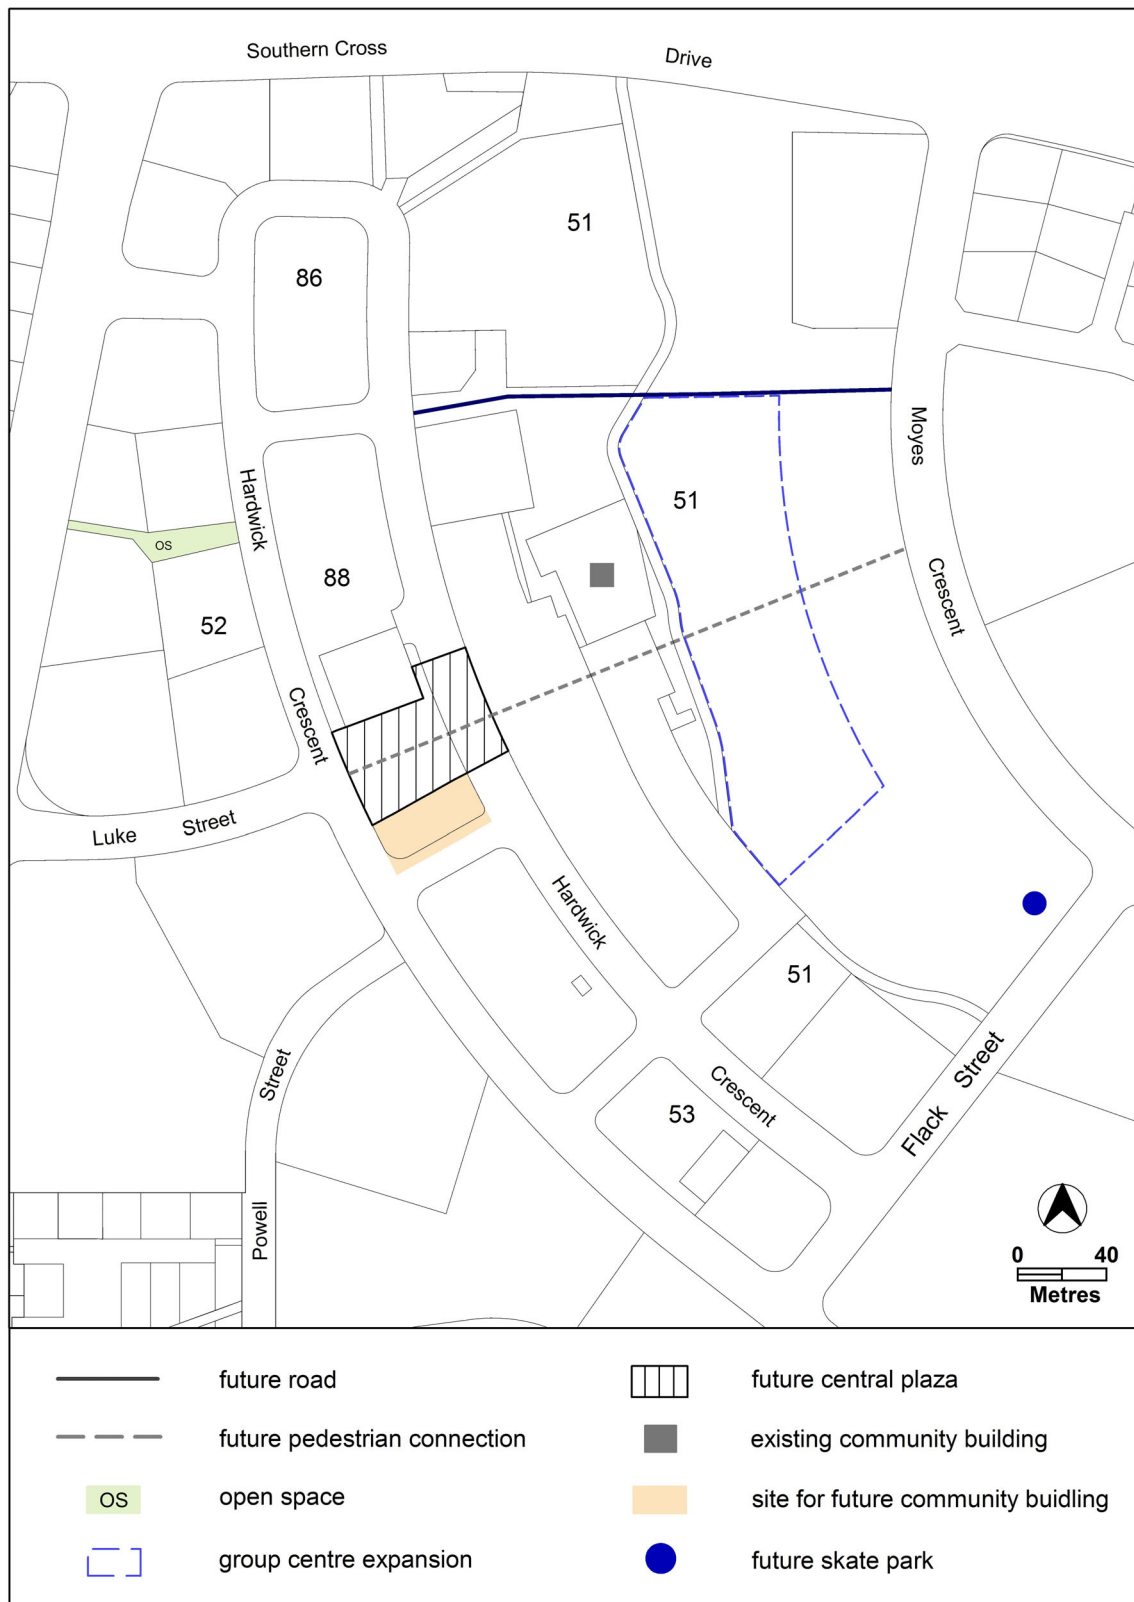 Southern Cross Drive
51
86
Moyes
51
Hardwick
OS
Crescent
88
52
Crescent
Luke Street
Hardwick
51
Street
Flack Street
Crescent
53
Powell
0 40
Metres
future road
future central plaza
future pedestrian connection
existing community building
OS open space
site for future community buidling
group centre expansion
future skate park